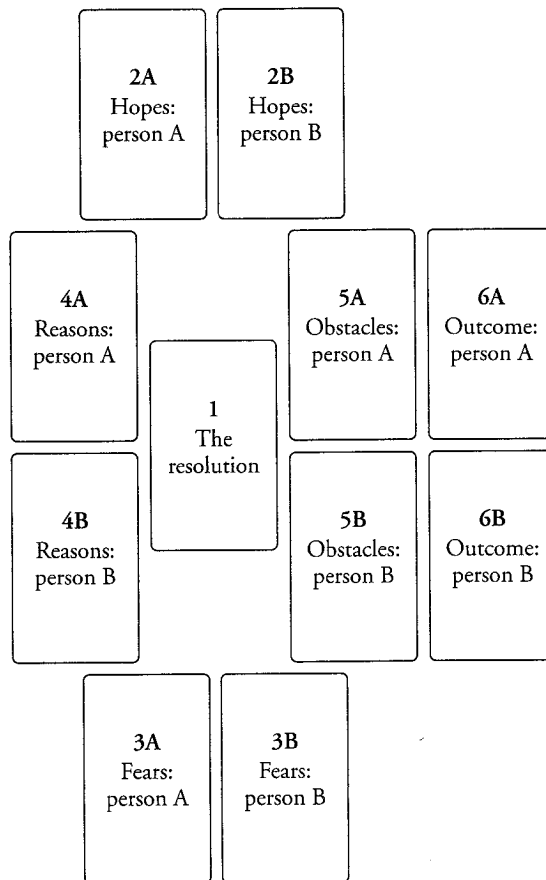 2A
Hopes:
person A
2B
Hopes:
person B
4A
Reasons:
person A
5A
Obstacles:
person A
6A
Outcome:
person A
1
The
resolution
4B
Reasons:
person B
5B
Obstacles:
person B
6B
Outcome:
person B
3A
Fears:
person A
3B
Fears:
person B